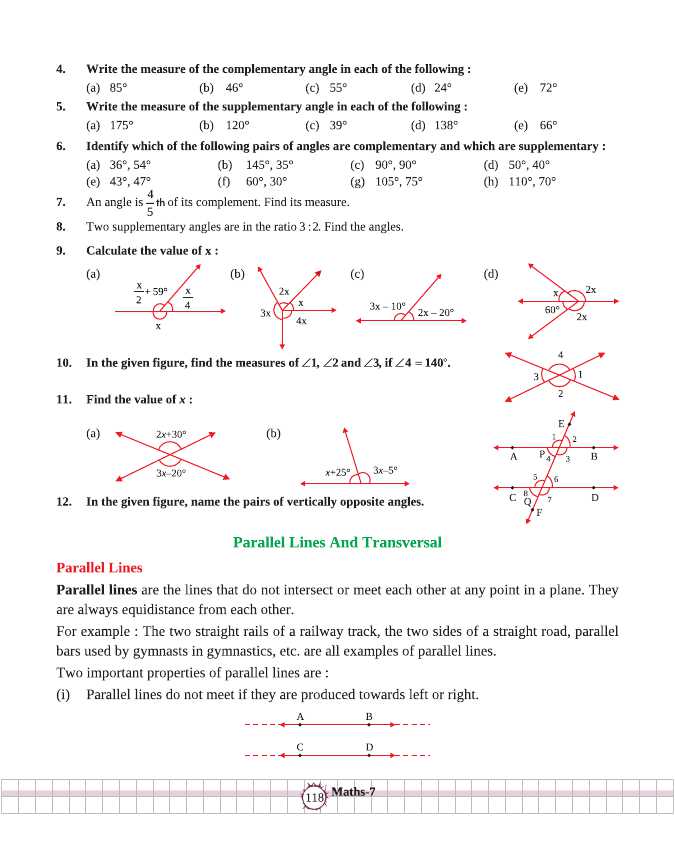 4. Write the measure of the complementary angle in each of the following :
(a) 85° (b) 46° (c) 55° (d) 24° (e) 72°
5. Write the measure of the supplementary angle in each of the following :
(a) 175° (b) 120° (c) 39° (d) 138° (e) 66°
6. Identify which of the following pairs of angles are complementary and which are supplementary :
(a) 36°, 54° (b) 145°, 35° (c) 90°, 90° (d) 50°, 40°
(e) 43°, 47° (f) 60°, 30° (g) 105°, 75° (h) 110°, 70°
7. An angle is 4/5 th of its complement. Find its measure.
8. Two supplementary angles are in the ratio 3 : 2. Find the angles.
9. Calculate the value of x :
(a) x/2 + 59° x/4 x
(b) 2x x 3x 4x
(c) 3x – 10° 2x – 20°
(d) x 2x 60° 2x
10. In the given figure, find the measures of ∠1, ∠2 and ∠3, if ∠4 = 140°.
4 3 1 2
11. Find the value of x :
(a) 2x+30° 3x–20°
(b) x+25° 3x–5°
E 1 2 A P 4 3 B
5 6 C 8 Q 7 D F
12. In the given figure, name the pairs of vertically opposite angles.
Parallel Lines And Transversal
Parallel Lines
Parallel lines are the lines that do not intersect or meet each other at any point in a plane. They
are always equidistance from each other.
For example : The two straight rails of a railway track, the two sides of a straight road, parallel
bars used by gymnasts in gymnastics, etc. are all examples of parallel lines.
Two important properties of parallel lines are :
(i) Parallel lines do not meet if they are produced towards left or right.
A B
C D
118 Maths-7